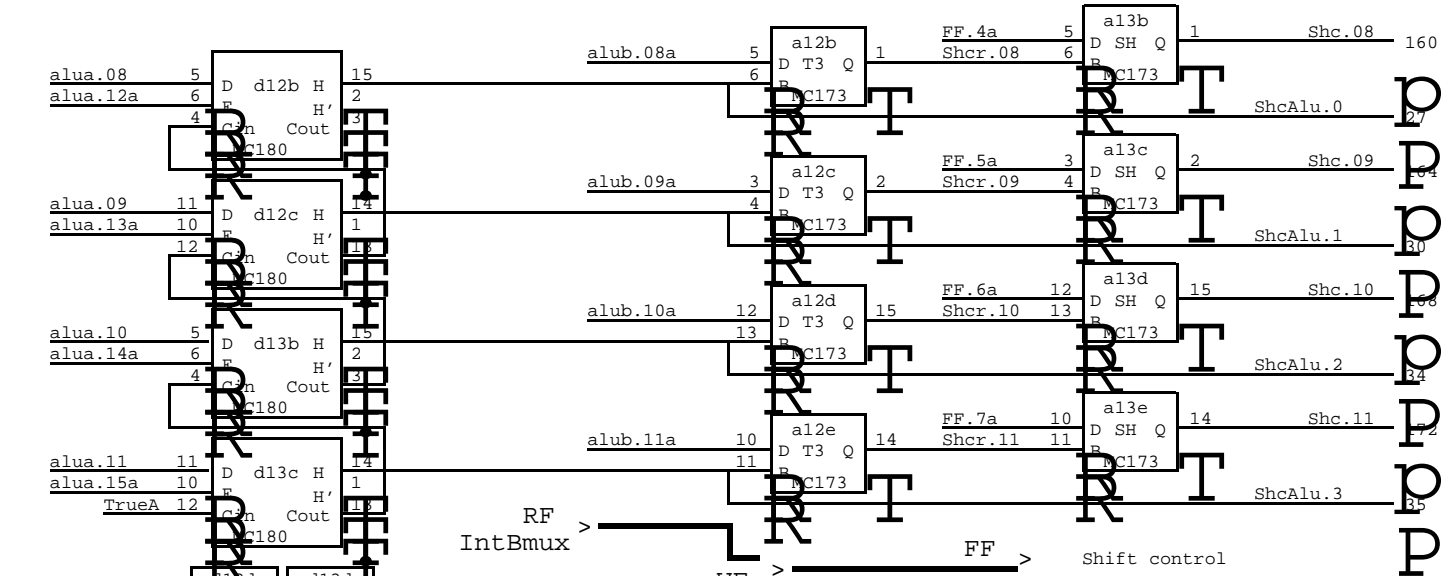 FF.4a 5 a13b D SH Q 1 Shc.08 160
alub.08a 5 a12b D T3 Q 1 Shcr.08 6 B MC173
alua.08 5 D d12b H 15 6 B MC173
alua.12a 6 E H' 2 ShcAlu.0 27
4 Cin Cout 3
MC180
FF.5a 3 a13c D SH Q 2 Shc.09 164
alub.09a 3 a12c D T3 Q 2 Shcr.09 4 B MC173
alua.09 11 D d12c H 14 4 B MC173
alua.13a 10 E H' 1 ShcAlu.1 30
12 Cin Cout 13
MC180
FF.6a 12 a13d D SH Q 15 Shc.10 168
alub.10a 12 a12d D T3 Q 15 Shcr.10 13 B MC173
alua.10 5 D d13b H 15 13 B MC173
alua.14a 6 E H' 2 ShcAlu.2 34
4 Cin Cout 3
MC180
FF.7a 10 a13e D SH Q 14 Shc.11 172
alub.11a 10 a12e D T3 Q 14 Shcr.11 11 B MC173
alua.11 11 D d13c H 14 11 B MC173
alua.15a 10 E H' 1 ShcAlu.3 35
TrueA 12 Cin Cout 13
MC180
RF >
IntBmux
FF >
Shift control